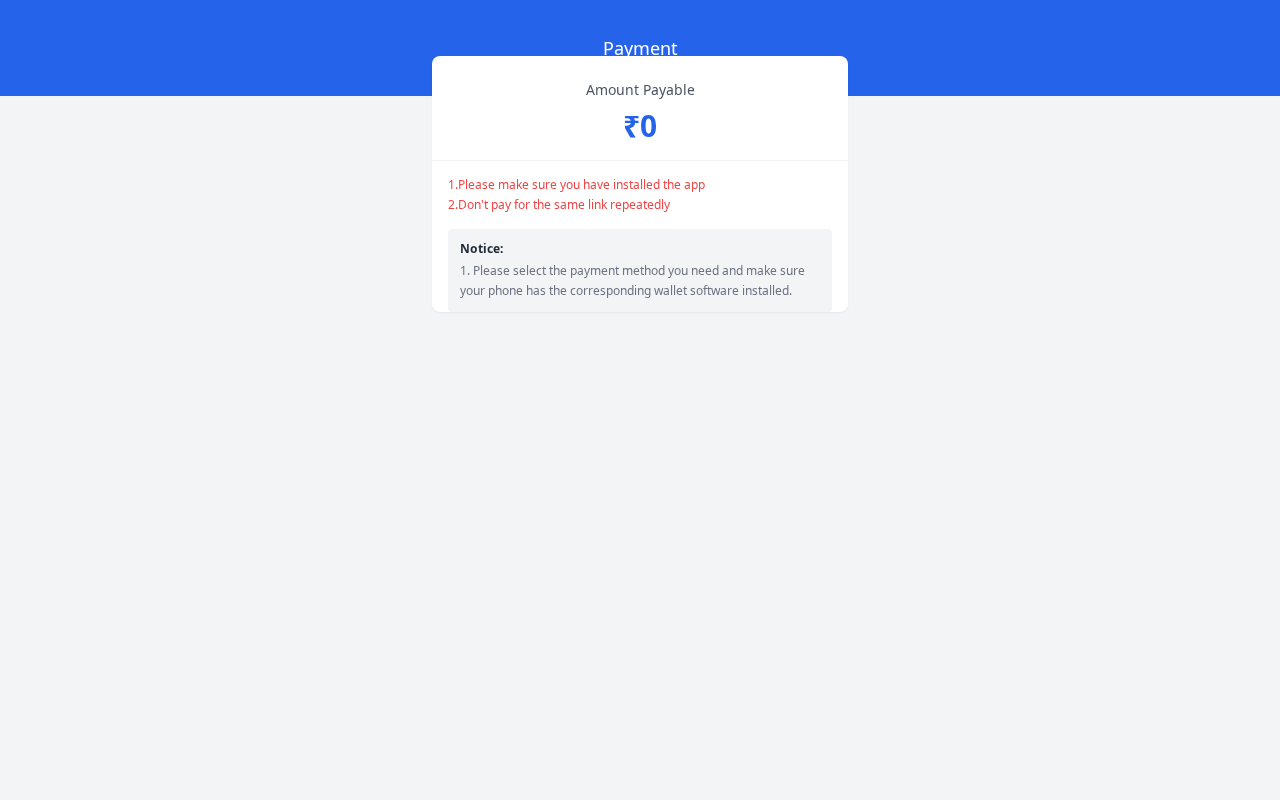 Payment
Amount Payable
₹0
1.Please make sure you have installed the app
2.Don't pay for the same link repeatedly
Notice:
1. Please select the payment method you need and make sure
your phone has the corresponding wallet software installed.